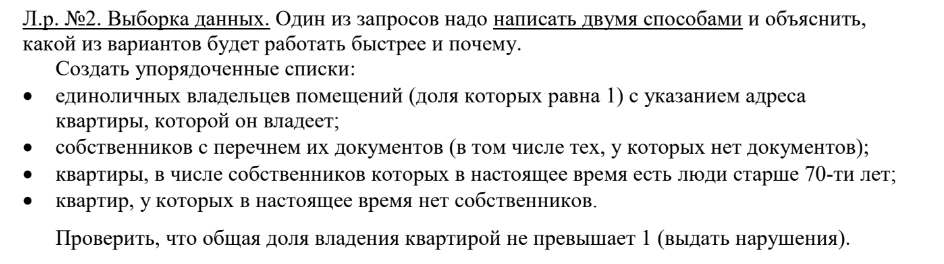 Л.р. №2. Выборка данных. Один из запросов надо написать двумя способами и объяснить,
какой из вариантов будет работать быстрее и почему.
Создать упорядоченные списки:
• единоличных владельцев помещений (доля которых равна 1) с указанием адреса
квартиры, которой он владеет;
• собственников с перечнем их документов (в том числе тех, у которых нет документов);
• квартиры, в числе собственников которых в настоящее время есть люди старше 70-ти лет;
• квартир, у которых в настоящее время нет собственников.
Проверить, что общая доля владения квартирой не превышает 1 (выдать нарушения).